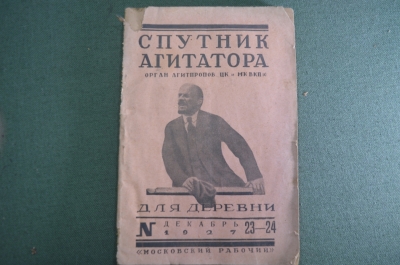 СПУТНИК
АГИТАТОРА
ОРГАН АГИТПРОПОВ ЦК и МК ВКП
ДЛЯ ДЕРЕВНИ
№ ДЕКАБРЬ 23—24
1927
„МОСКОВСКИЙ РАБОЧИЙ“